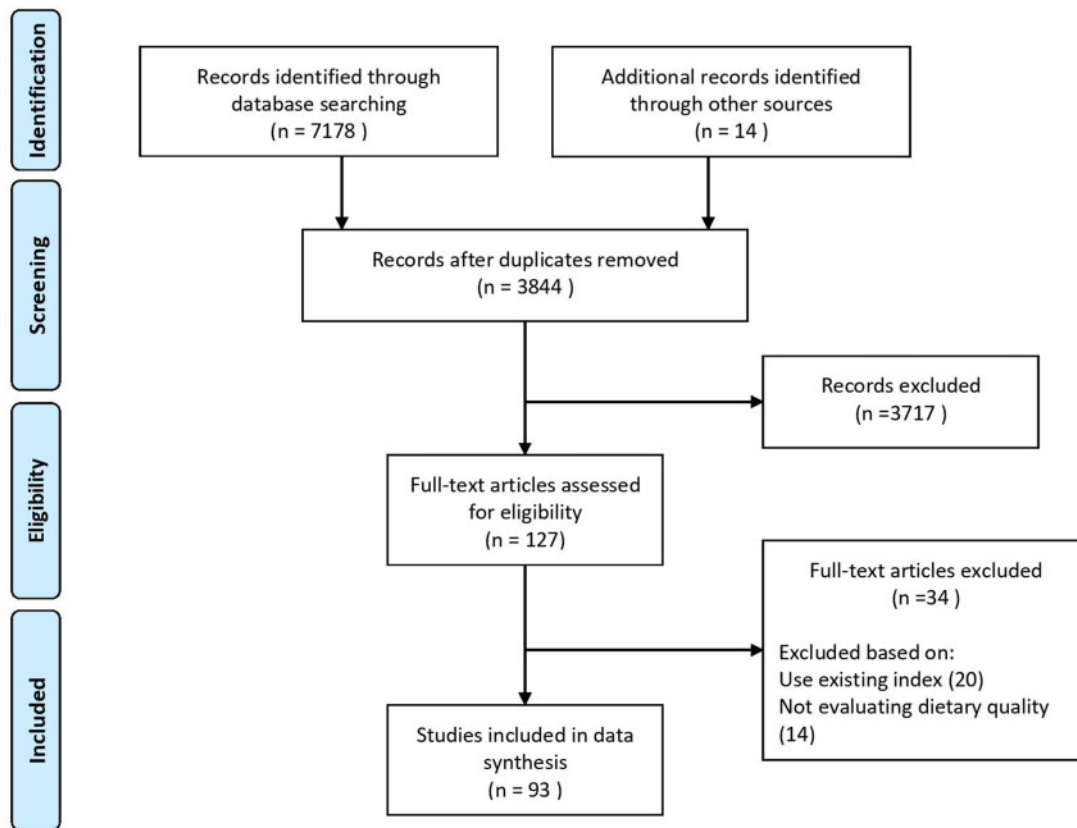 Identification
Records identified through
database searching
(n = 7178 )
Additional records identified
through other sources
(n = 14 )
Screening
Records after duplicates removed
(n = 3844 )
Records excluded
(n =3717 )
Eligibility
Full-text articles assessed
for eligibility
(n = 127)
Full-text articles excluded
(n =34 )
Excluded based on:
Use existing index (20)
Not evaluating dietary quality
(14)
Included
Studies included in data
synthesis
(n = 93 )